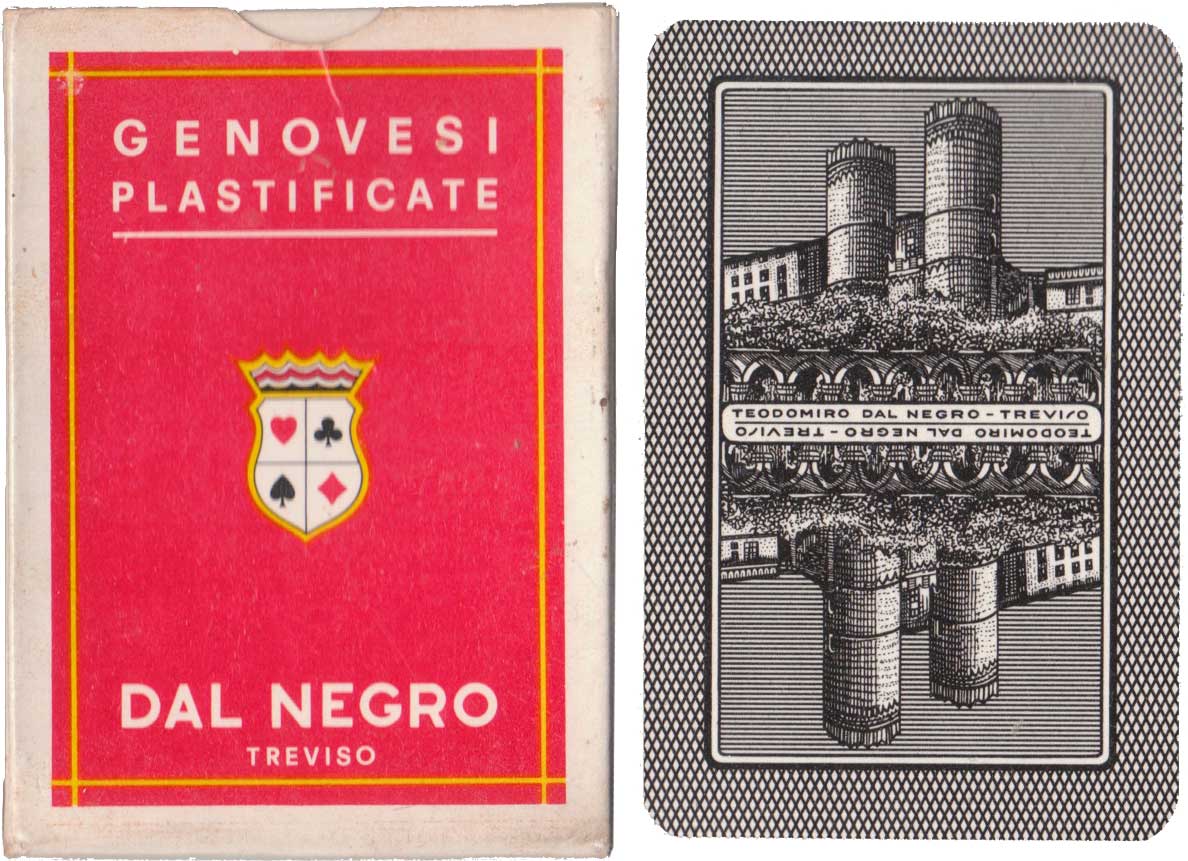 GENOVESI
PLASTIFICATE
DAL NEGRO
TREVISO
TEODOMIRO DAL NEGRO - TREVISO
TEODOMIRO DAL NEGRO - TREVISO